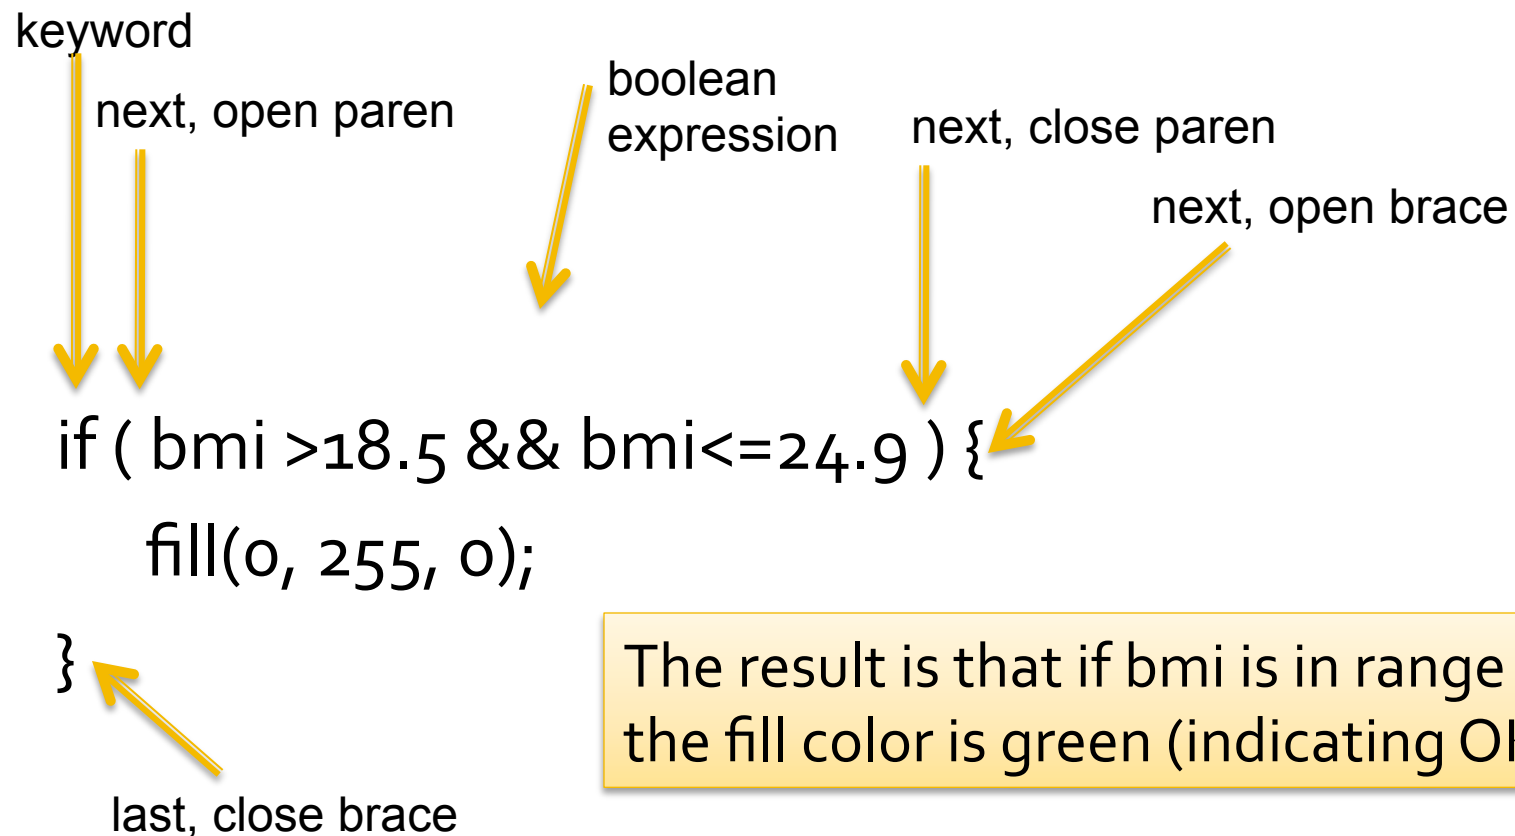 keyword
next, open paren
boolean
expression
next, close paren
next, open brace
if ( bmi >18.5 && bmi<=24.9 ) {
fill(0, 255, 0);
}
The result is that if bmi is in range
the fill color is green (indicating
last, close brace